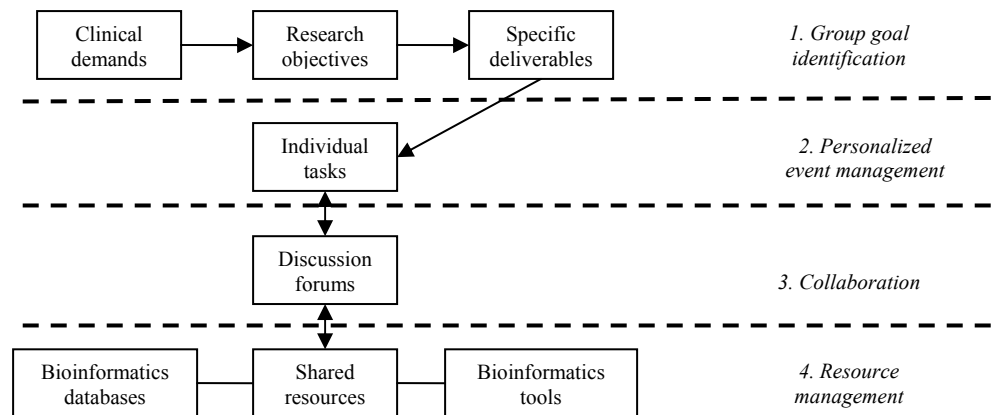 Clinical
demands
Research
objectives
Specific
deliverables
1. Group goal
identification
Individual
tasks
2. Personalized
event management
Discussion
forums
3. Collaboration
Bioinformatics
databases
Shared
resources
Bioinformatics
tools
4. Resource
management